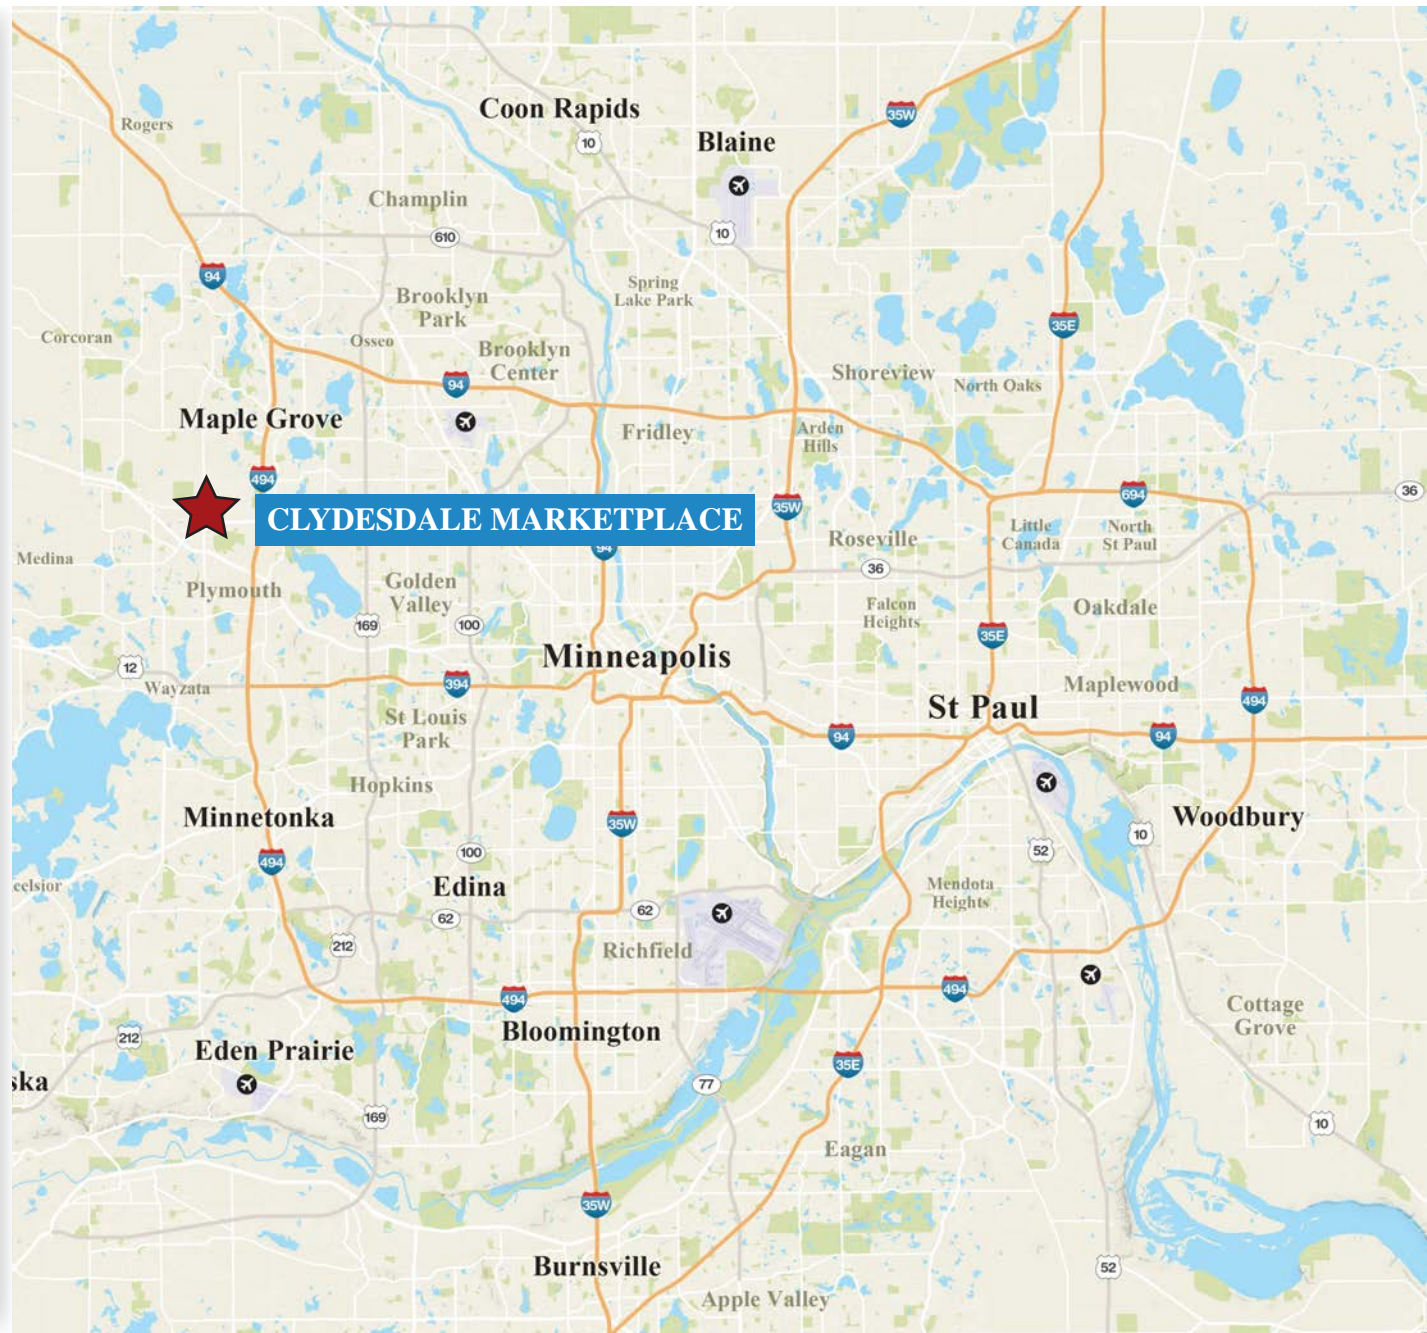 Coon Rapids
35W
Rogers
10
Blaine
Champlin
610
10
94
Spring
Lake Park
Brooklyn
Park
35E
Corcoran
Osseo
Brooklyn
Center
94
Shoreview
North Oaks
Maple Grove
Fridley
Arden
Hills
494
36
694
35W
CLYDESDALE MARKETPLACE
Little
Canada
North
St Paul
Roseville
94
Medina
36
Plymouth
Golden
Valley
Falcon
Heights
Oakdale
169
100
35E
Minneapolis
12
Wayzata
394
Maplewood
494
St Paul
St Louis
Park
94
94
Hopkins
Minnetonka
35W
Woodbury
10
100
52
494
celsior
Edina
Mendota
Heights
62
62
212
Richfield
494
494
Cottage
Grove
Bloomington
212
Eden Prairie
35E
ska
77
169
10
Eagan
35W
Burnsville
52
Apple Valley